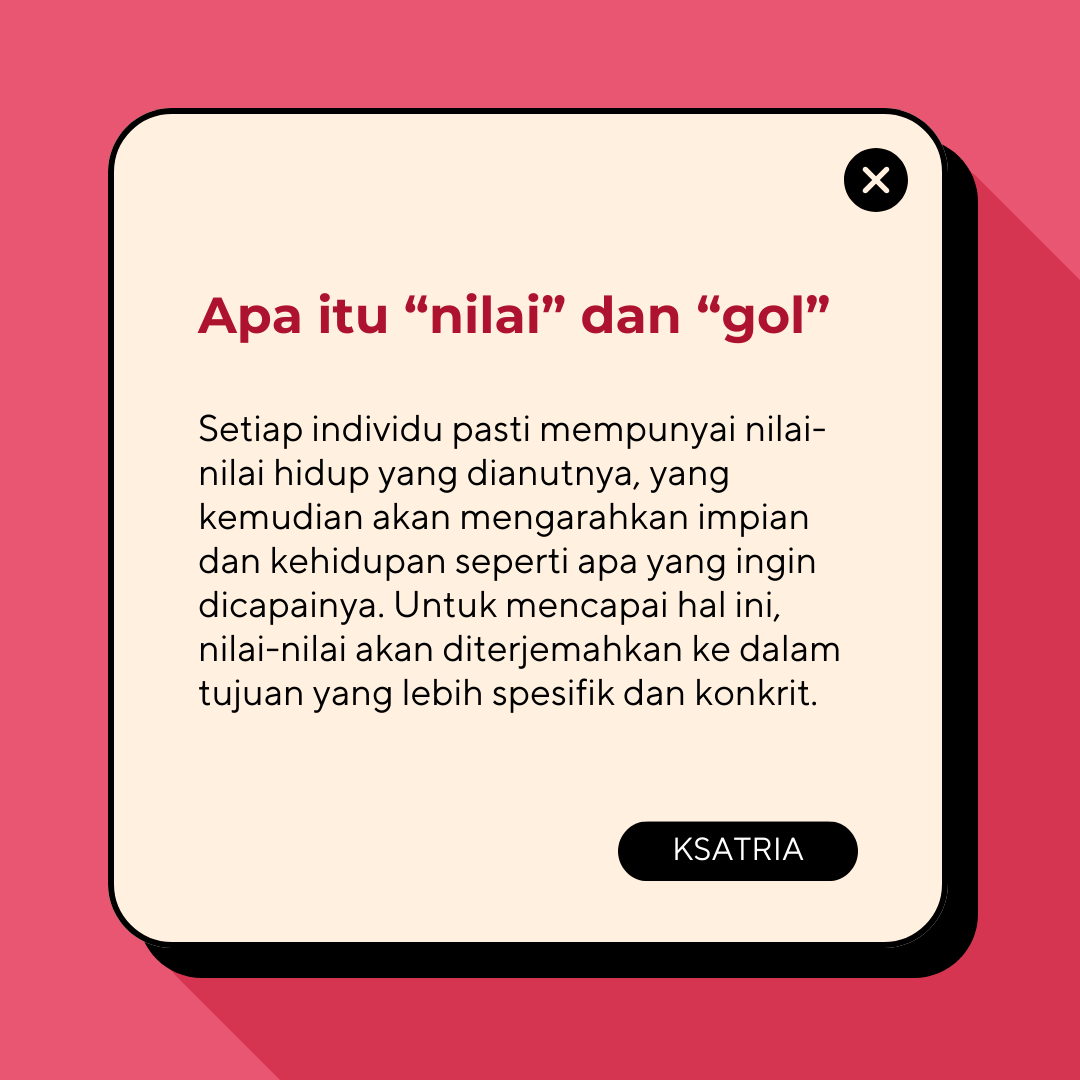 Apa itu “nilai” dan “gol”
Setiap individu pasti mempunyai nilai-
nilai hidup yang dianutnya, yang
kemudian akan mengarahkan impian
dan kehidupan seperti apa yang ingin
dicapainya. Untuk mencapai hal ini,
nilai-nilai akan diterjemahkan ke dalam
tujuan yang lebih spesifik dan konkrit.
KSATRIA